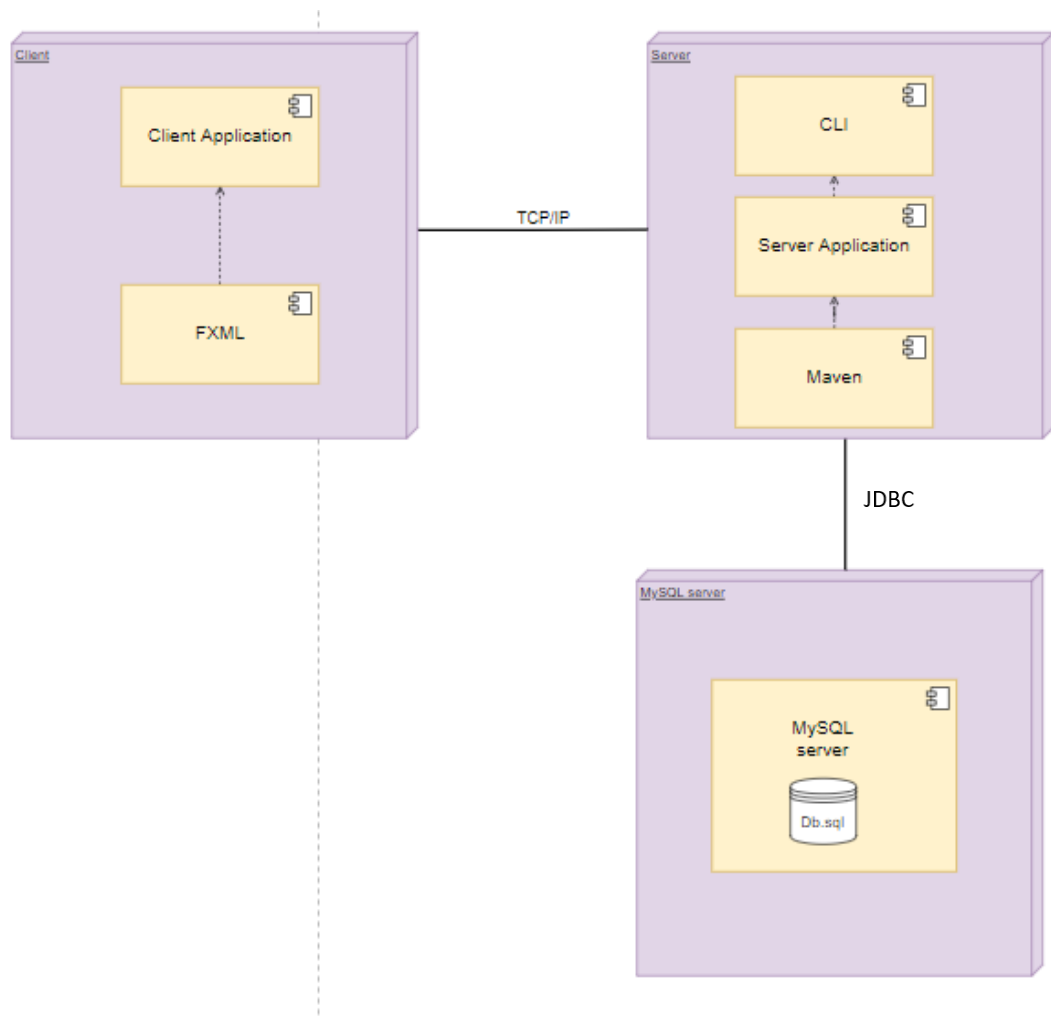 Client
Client Application
FXML
TCP/IP
Server
CLI
Server Application
Maven
JDBC
MySQL server
MySQL
server
Db.sql